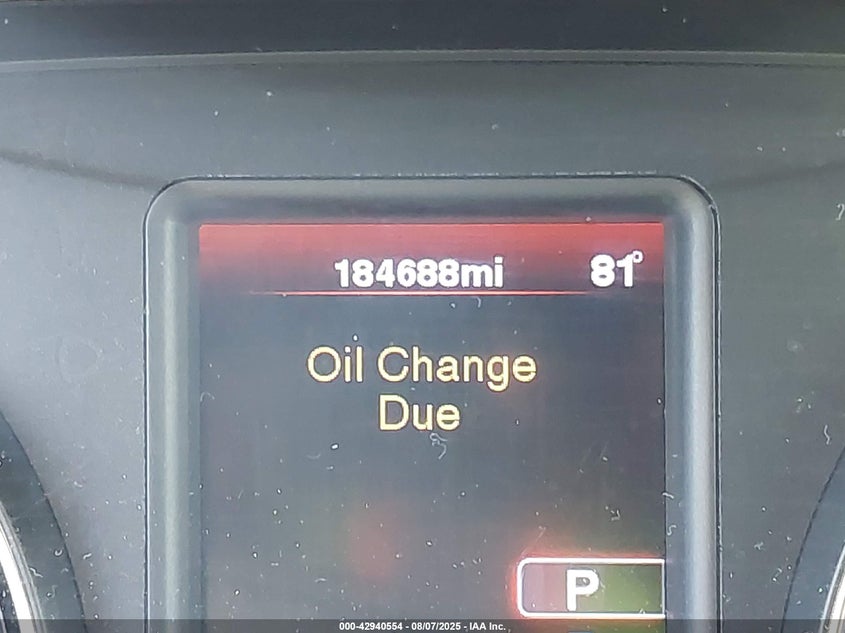 184688mi 81°
Oil Change
Due
P
000-42940554 - 08/07/2025 - IAA Inc.